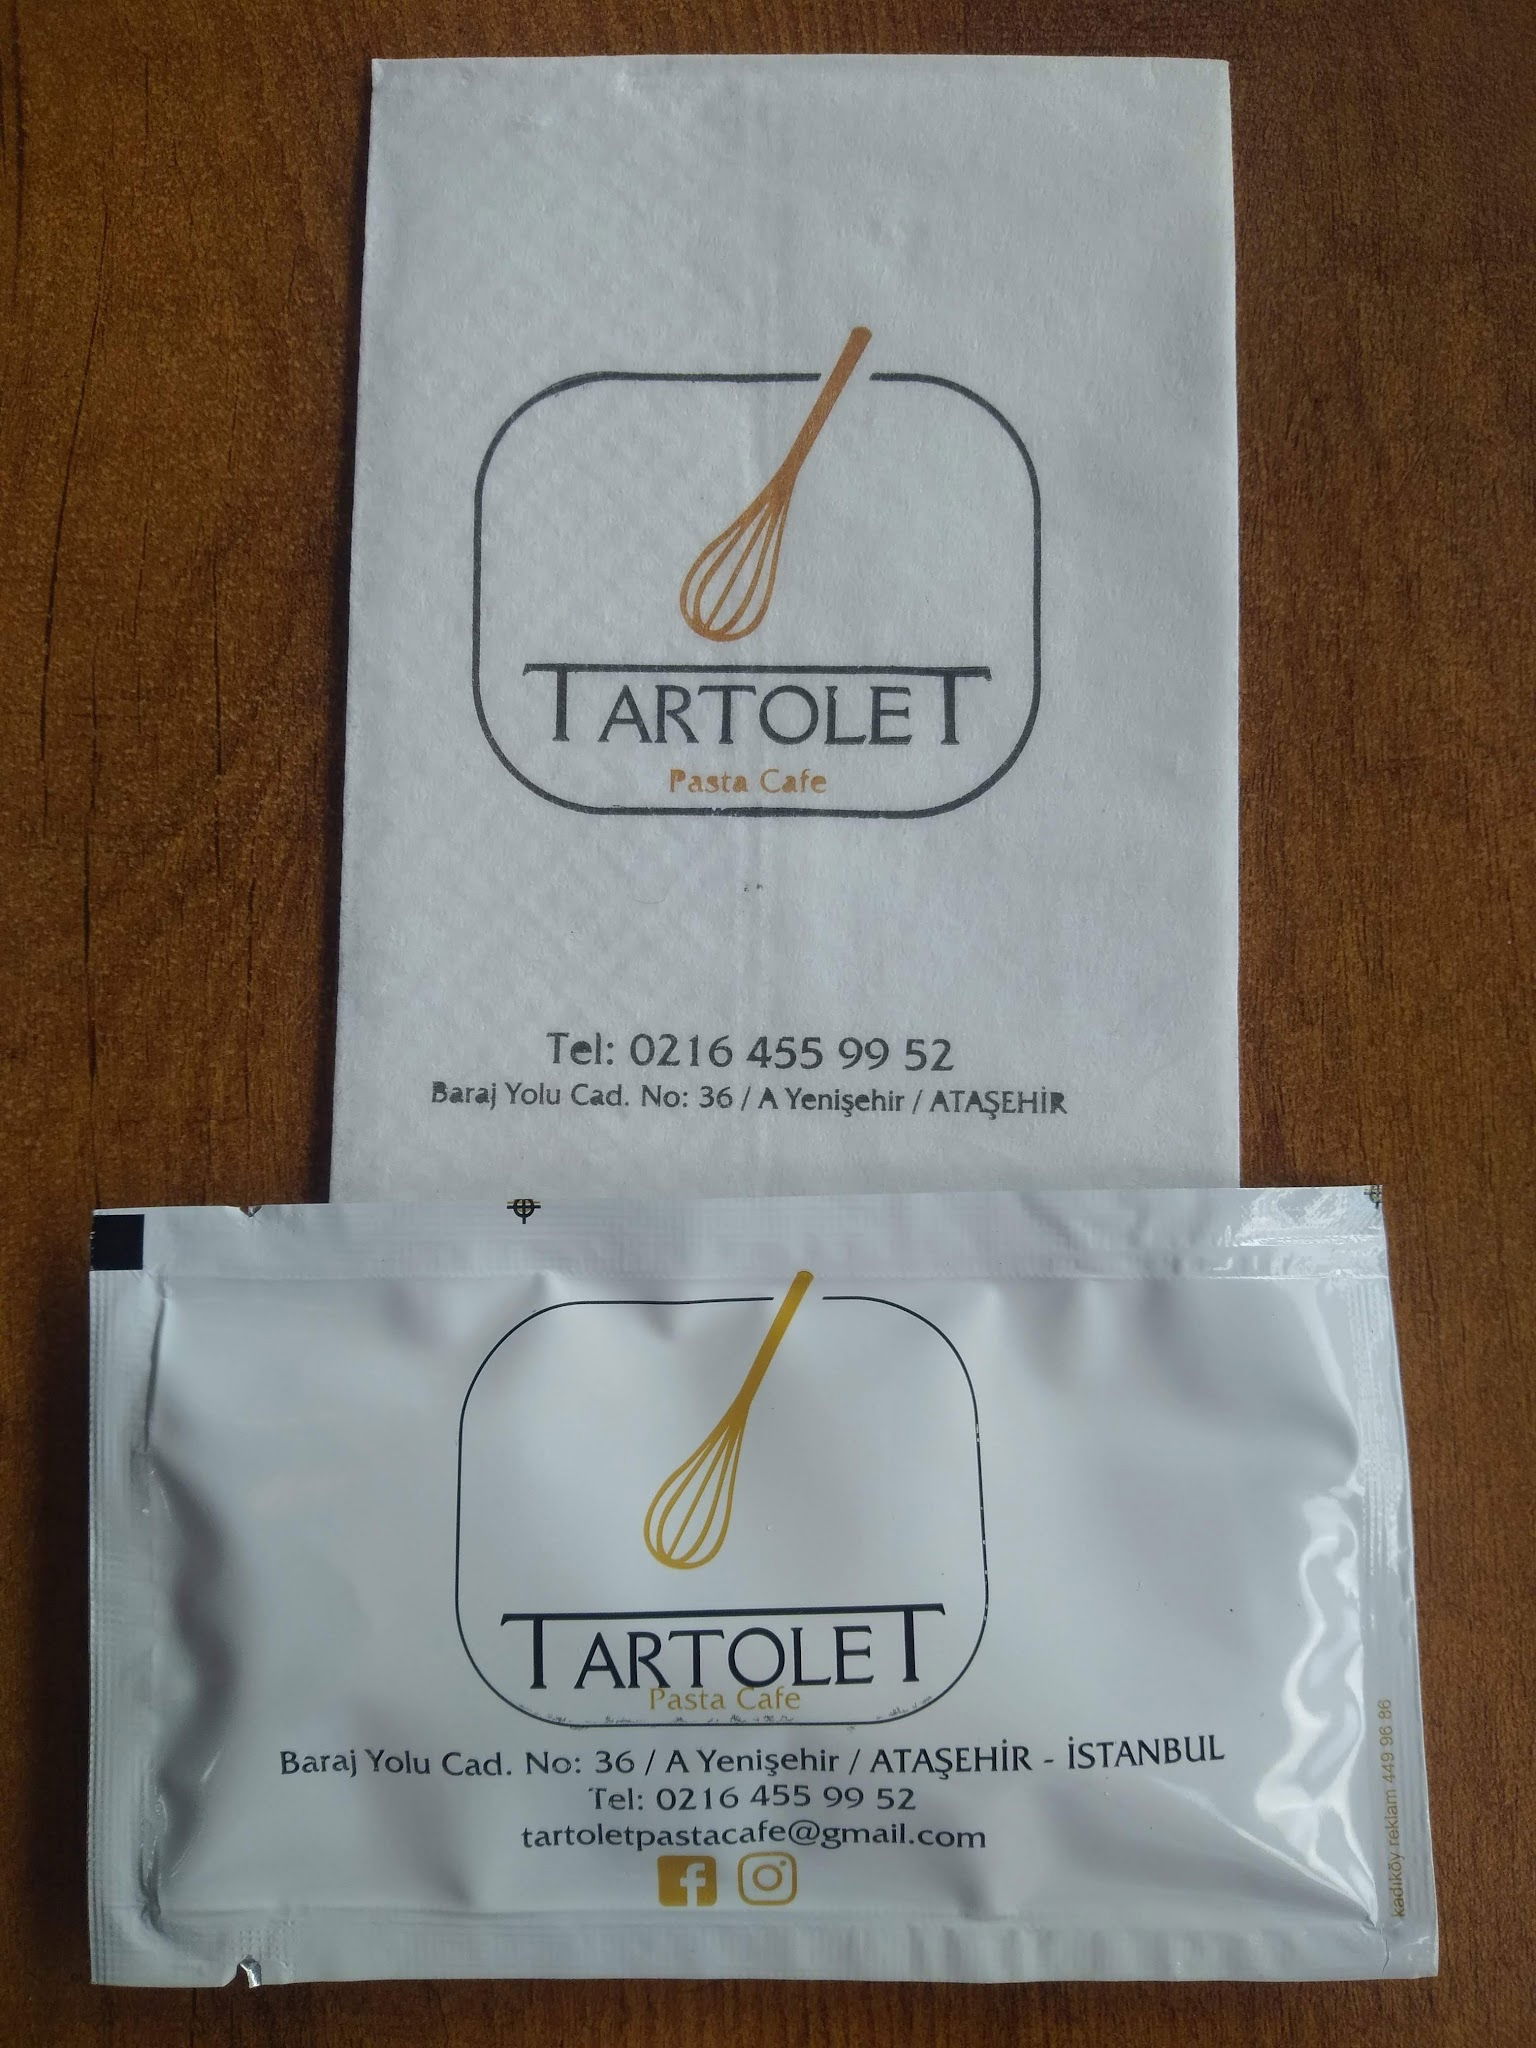 TARTOLET
Pasta Cafe
Tel: 0216 455 99 52
Baraj Yolu Cad. No: 36 / A Yenişehir / ATAŞEHİR
TARTOLET
Pasta Cafe
Baraj Yolu Cad. No: 36 / A Yenişehir / ATAŞEHİR - İSTANBUL
Tel: 0216 455 99 52
tartoletpastacafe@gmail.com
kadıköy reklam 449 96 86